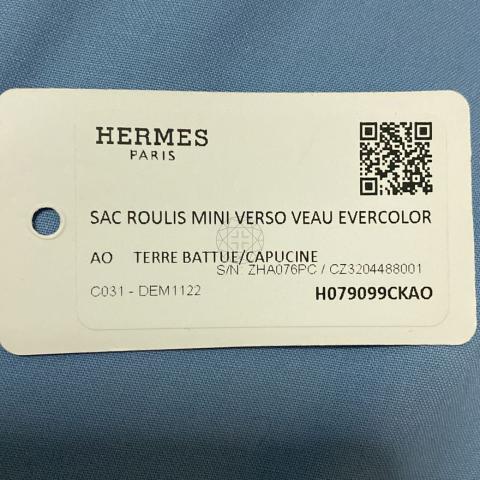 HERMES
PARIS
SAC ROULIS MINI VERSO VEAU EVERCOLOR
AO TERRE BATTUE/CAPUCINE
S/N ZHA076PC / CZ3204488001
C031 - DEM1122
H079099CKAO